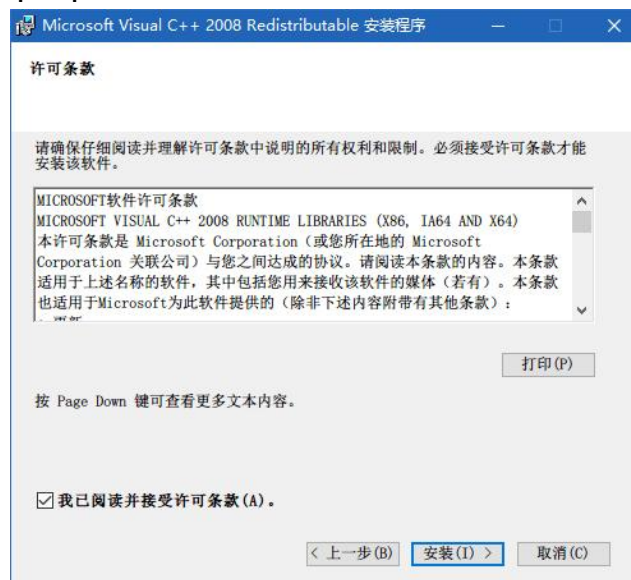 Microsoft Visual C++ 2008 Redistributable 安装程序
许可条款
请确保仔细阅读并理解许可条款中说明的所有权利和限制。必须接受许可条款才能
安装该软件。
MICROSOFT软件许可条款
MICROSOFT VISUAL C++ 2008 RUNTIME LIBRARIES (X86, IA64 AND X64)
本许可条款是 Microsoft Corporation（或您所在地的 Microsoft
Corporation 关联公司）与您之间达成的协议。请阅读本条款的内容。本条款
适用于上述名称的软件，其中包括您用来接收该软件的媒体（若有）。本条款
也适用于Microsoft为此软件提供的（除非下述内容附带有其他条款）：
打印(P)
按 Page Down 键可查看更多文本内容。
我已阅读并接受许可条款(A)。
< 上一步(B) 安装(I) > 取消(C)